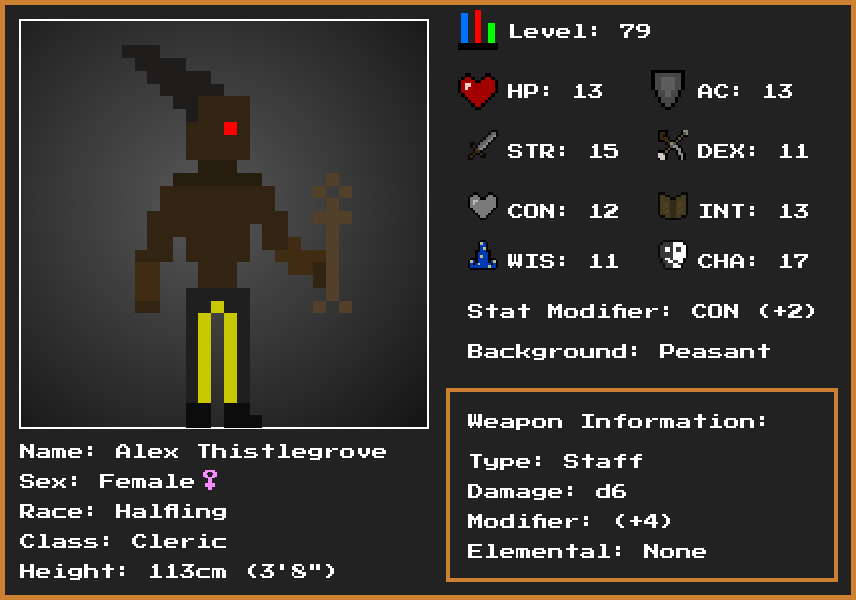 Level: 79
HP: 13
AC: 13
STR: 15
DEX: 11
CON: 12
INT: 13
WIS: 11
CHA: 17
Stat Modifier: CON (+2)
Background: Peasant
Weapon Information:
Type: Staff
Damage: d6
Modifier: (+4)
Elemental: None
Name: Alex Thistlegrove
Sex: Female♀
Race: Halfling
Class: Cleric
Height: 113cm (3'8")